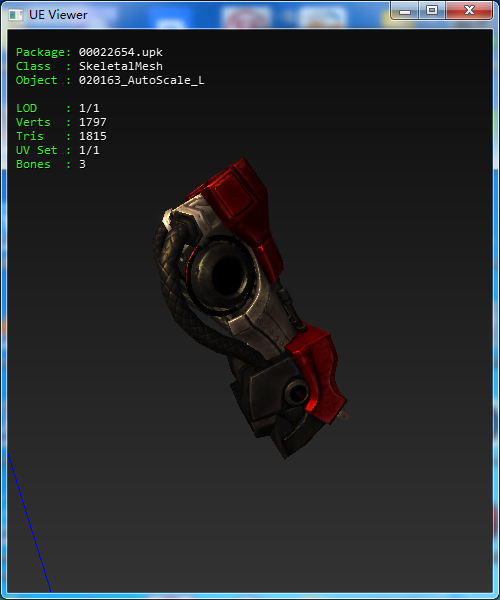 UE Viewer
Package: 00022654.upk
Class : SkeletalMesh
Object : 020163_AutoScale_L
LOD : 1/1
Verts : 1797
Tris : 1815
UV Set : 1/1
Bones : 3